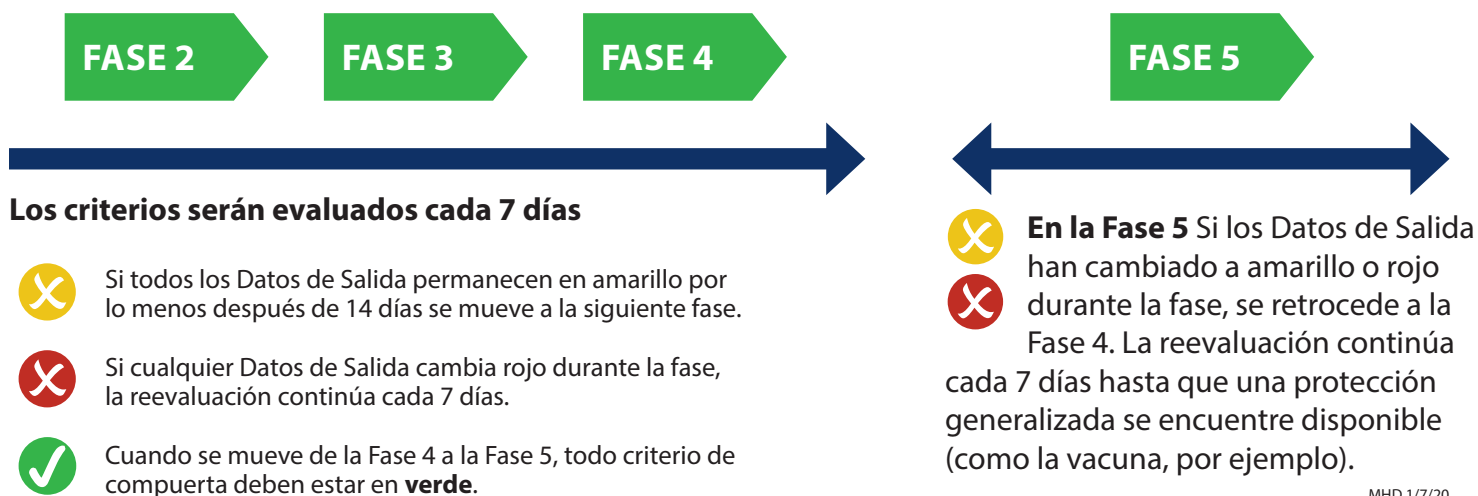 FASE 2
FASE 3
FASE 4
FASE 5
Los criterios serán evaluados cada 7 días
Si todos los Datos de Salida permanecen en amarillo por
lo menos después de 14 días se mueve a la siguiente fase.
Si cualquier Datos de Salida cambia rojo durante la fase,
la reevaluación continúa cada 7 días.
Cuando se mueve de la Fase 4 a la Fase 5, todo criterio de
compuerta deben estar en verde.
En la Fase 5 Si los Datos de Salida
han cambiado a amarillo o rojo
durante la fase, se retrocede a la
Fase 4. La reevaluación continúa
cada 7 días hasta que una protección
generalizada se encuentre disponible
(como la vacuna, por ejemplo).
MHD 1/7/20